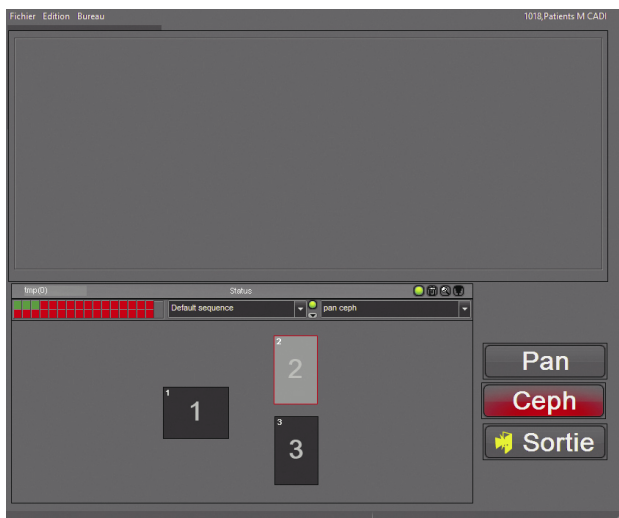 Fichier Edition Bureau
1018,Patients M CADI
tmp(0)
Status
Default sequence
pan ceph
2
2
1
1
3
3
Pan
Ceph
Sortie